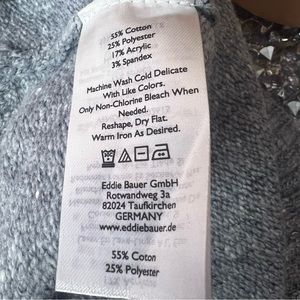 55% Cotton
25% Polyester
17% Acrylic
3% Spandex
Machine Wash Cold Delicate
With Like Colors.
Only Non-Chlorine Bleach When
Needed.
Reshape, Dry Flat.
Warm Iron As Desired.
Eddie Bauer GmbH
Rotwandweg 3a
82024 Taufkirchen
GERMANY
www.eddiebauer.de
55% Coton
25% Polyester